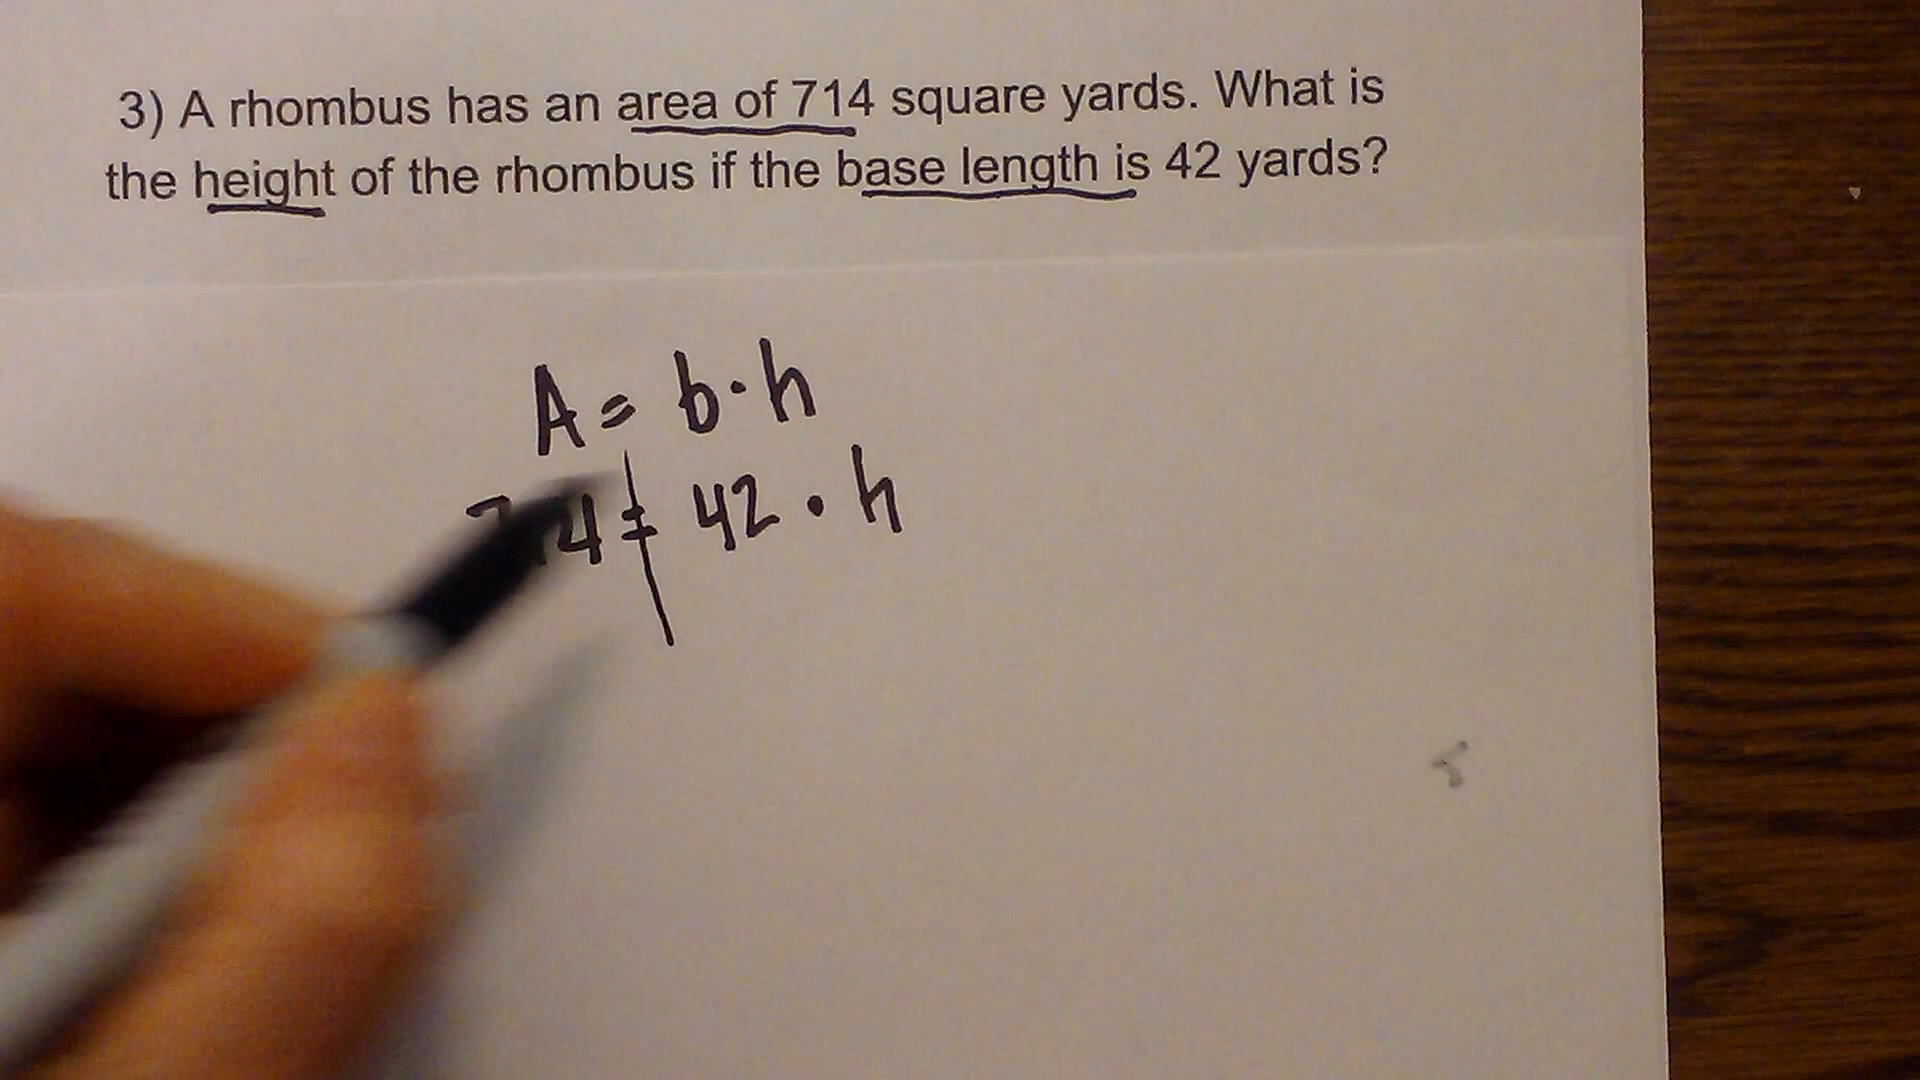 3) A rhombus has an area of 714 square yards. What is
the height of the rhombus if the base length is 42 yards?
A = b · h
= 42 · h